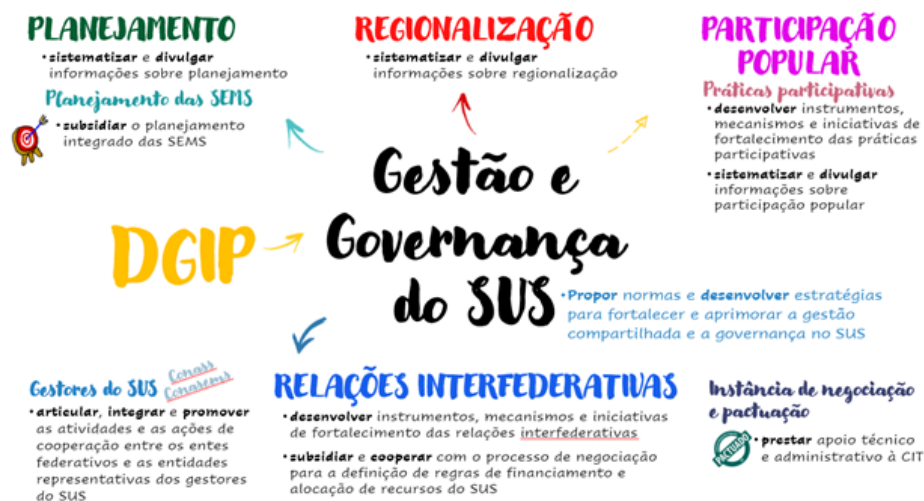 PLANEJAMENTO
•sistematizar e divulgar
informações sobre planejamento
Planejamento das SEMS
•subsidiar o planejamento
integrado das SEMS
REGIONALIZAÇÃO
•sistematizar e divulgar
informações sobre regionalização
PARTICIPAÇÃO
POPULAR
Práticas participativas
•desenvolver instrumentos,
mecanismos e iniciativas de
fortalecimento das práticas
participativas
•sistematizar e divulgar
informações sobre
participação popular
DGIP
Gestão e
Governança
do SUS
•Propor normas e desenvolver estratégias
para fortalecer e aprimorar a gestão
compartilhada e a governança no SUS
Gestores do SUS
Conass
Conasems
•articular, integrar e promover
as atividades e as ações de
cooperação entre os entes
federativos e as entidades
representativas dos gestores
do SUS
RELAÇÕES INTERFEDERATIVAS
•desenvolver instrumentos, mecanismos e iniciativas
de fortalecimento das relações interfederativas
•subsidiar e cooperar com o processo de negociação
para a definição de regras de financiamento e
alocação de recursos do SUS
Instância de negociação
e pactuação
PACTUADO
•prestar apoio técnico
e administrativo à CIT